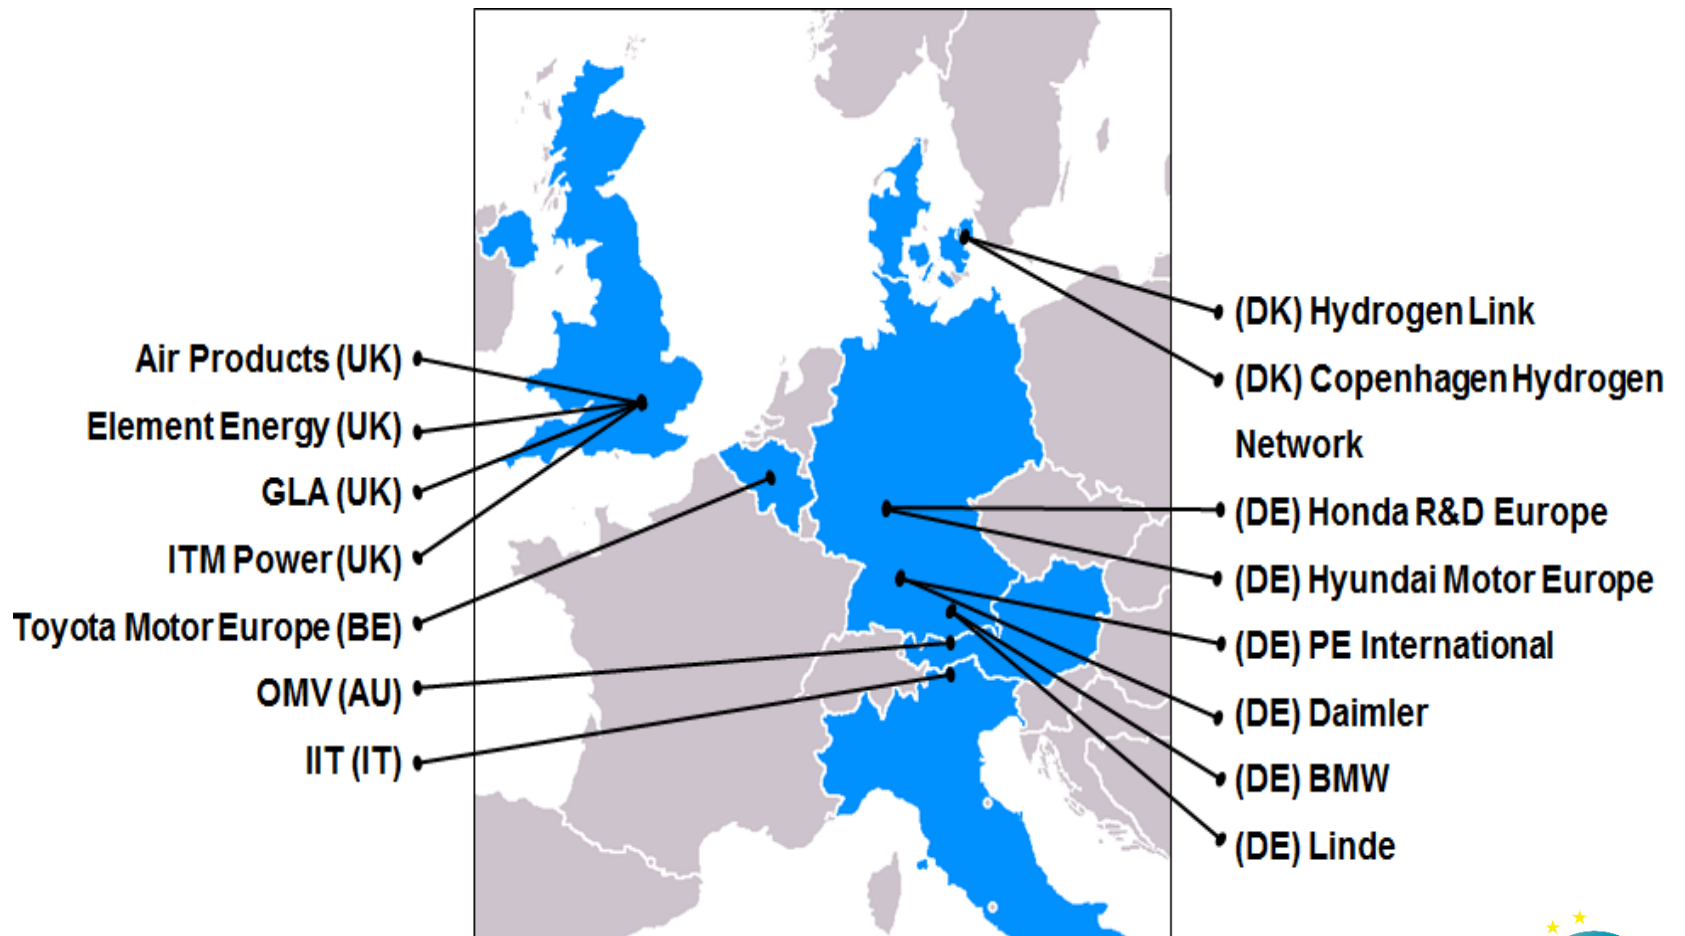 Air Products (UK)
Element Energy (UK)
GLA (UK)
ITM Power (UK)
Toyota Motor Europe (BE)
OMV (AU)
IIT (IT)
(DK) Hydrogen Link
(DK) Copenhagen Hydrogen
Network
(DE) Honda R&D Europe
(DE) Hyundai Motor Europe
(DE) PE International
(DE) Daimler
(DE) BMW
(DE) Linde